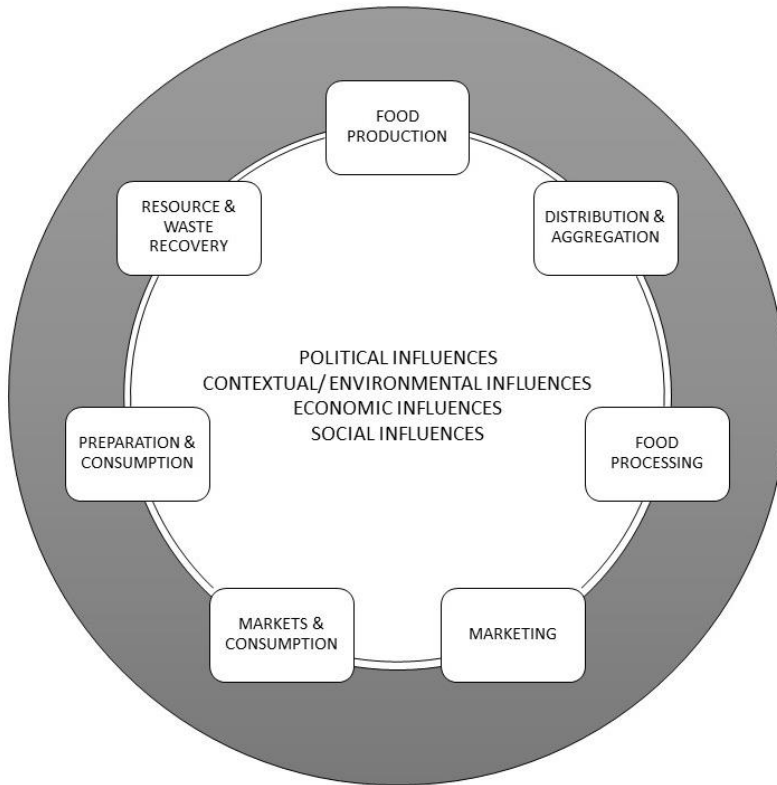 FOOD
PRODUCTION
DISTRIBUTION &
AGGREGATION
FOOD
PROCESSING
MARKETING
MARKETS &
CONSUMPTION
PREPARATION &
CONSUMPTION
RESOURCE &
WASTE
RECOVERY
POLITICAL INFLUENCES
CONTEXTUAL/ ENVIRONMENTAL INFLUENCES
ECONOMIC INFLUENCES
SOCIAL INFLUENCES